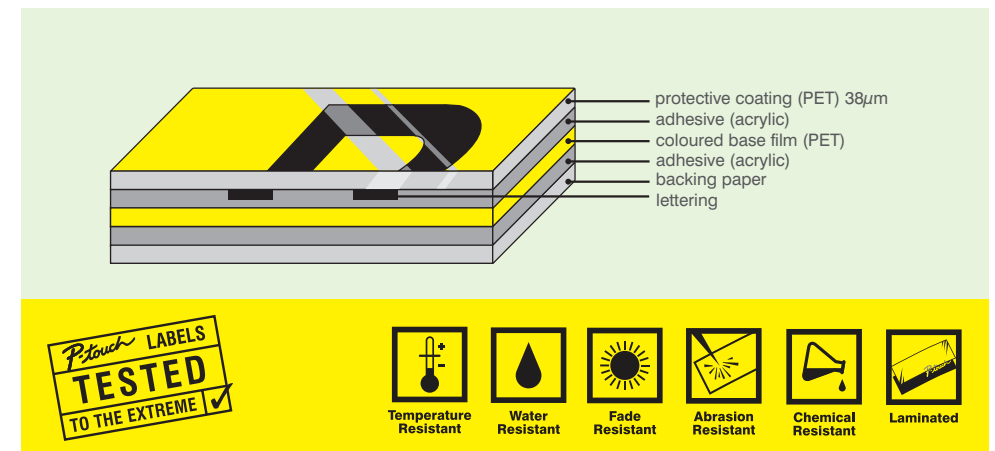 protective coating (PET) 38µm
adhesive (acrylic)
coloured base film (PET)
adhesive (acrylic)
backing paper
lettering
P-touch LABELS
TESTED
TO THE EXTREME
Temperature
Resistant
Water
Resistant
Fade
Resistant
Abrasion
Resistant
Chemical
Resistant
P-touch
Laminated